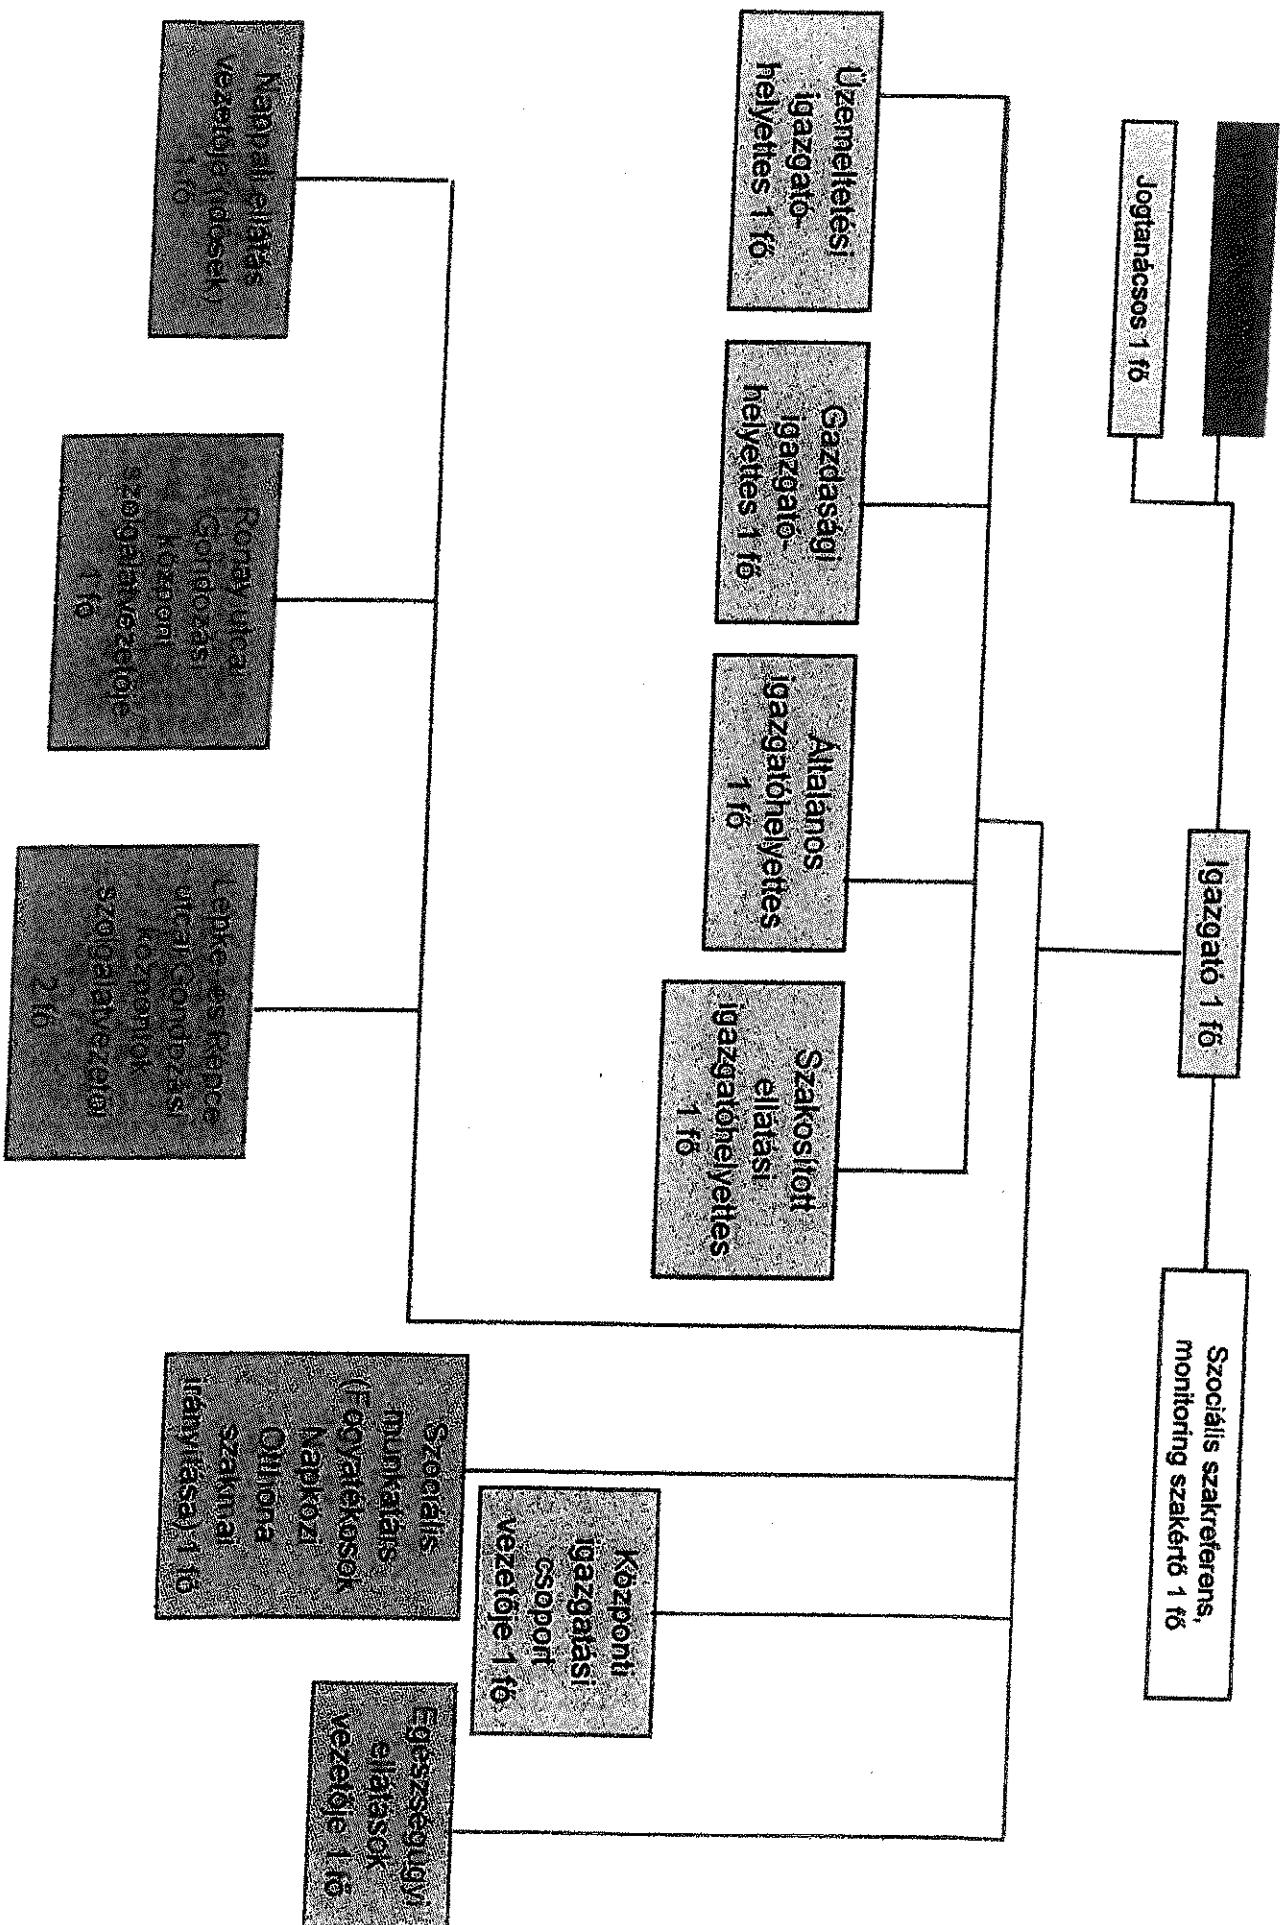 Igazgató 1 fő
Jogtanácsos 1 fő
Szociális szakreferens,
monitoring szakértő 1 fő
Üzemeltetési
igazgató-
helyettes 1 fő
Gazdasági
igazgató-
helyettes 1 fő
Általános
igazgatóhelyettes
1 fő
Szakosított
ellátási
igazgatóhelyettes
1 fő
Nappali ellátás
vezetője (idősek)
1 fő
Rónay utcai
Gondozási
központ
szolgálatvezetője
1 fő
Lepke- és Répce
utcai Gondozási
központok
szolgálatvezetői
2 fő
Szociális
munkatárs
(Fogyatékosok
Napközi
Otthona
szakmai
irányítása) 1 fő
Központi
igazgatási
csoport
vezetője 1 fő
Egészségügyi
ellátások
vezetője 1 fő